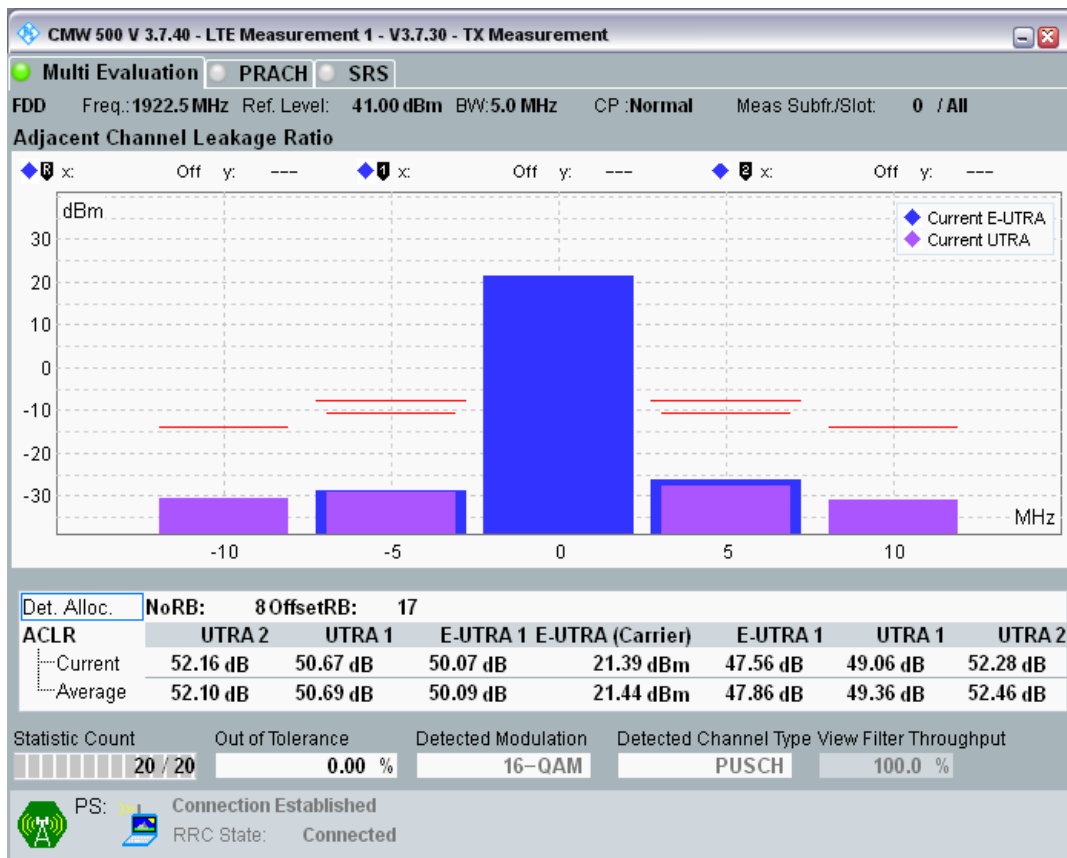 CMW 500 V 3.7.40 - LTE Measurement 1 - V3.7.30 - TX Measurement
Multi Evaluation PRACH SRS
FDD Freq.: 1922.5 MHz Ref. Level: 41.00 dBm BW: 5.0 MHz CP : Normal Meas Subfr./Slot: 0 / All
Adjacent Channel Leakage Ratio
R x: Off y: --- 1 x: Off y: --- 2 x: Off y: ---
dBm
Current E-UTRA
Current UTRA
30
20
10
0
-10
-20
-30
MHz
-10 -5 0 5 10
Det. Alloc. NoRB: 8 OffsetRB: 17
ACLR UTRA 2 UTRA 1 E-UTRA 1 E-UTRA (Carrier) E-UTRA 1 UTRA 1 UTRA 2
Current 52.16 dB 50.67 dB 50.07 dB 21.39 dBm 47.56 dB 49.06 dB 52.28 dB
Average 52.10 dB 50.69 dB 50.09 dB 21.44 dBm 47.86 dB 49.36 dB 52.46 dB
Statistic Count Out of Tolerance Detected Modulation Detected Channel Type View Filter Throughput
20 / 20 0.00 % 16-QAM PUSCH 100.0 %
PS: Connection Established
RRC State: Connected